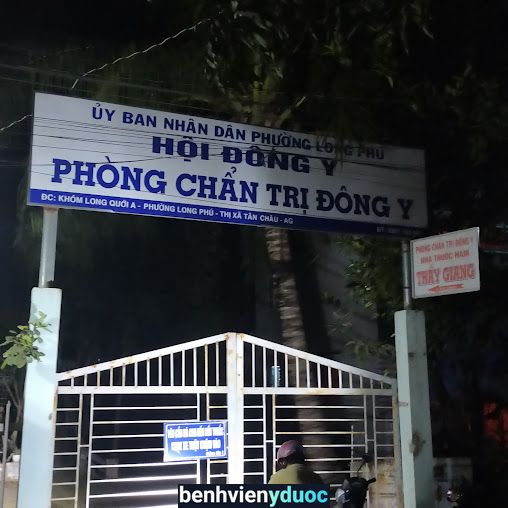 ỦY BAN NHÂN DÂN PHƯỜNG LONG PHÚ
HỘI ĐÔNG Y
PHÒNG CHẨN TRỊ ĐÔNG Y
ĐC: KHÓM LONG QUỚI A - PHƯỜNG LONG PHÚ - THỊ XÃ TÂN CHÂU - AG
PHÒNG CHẨN TRỊ ĐÔNG Y
NHÀ THUỐC NAM
THẦY GIANG
benhvienyduoc